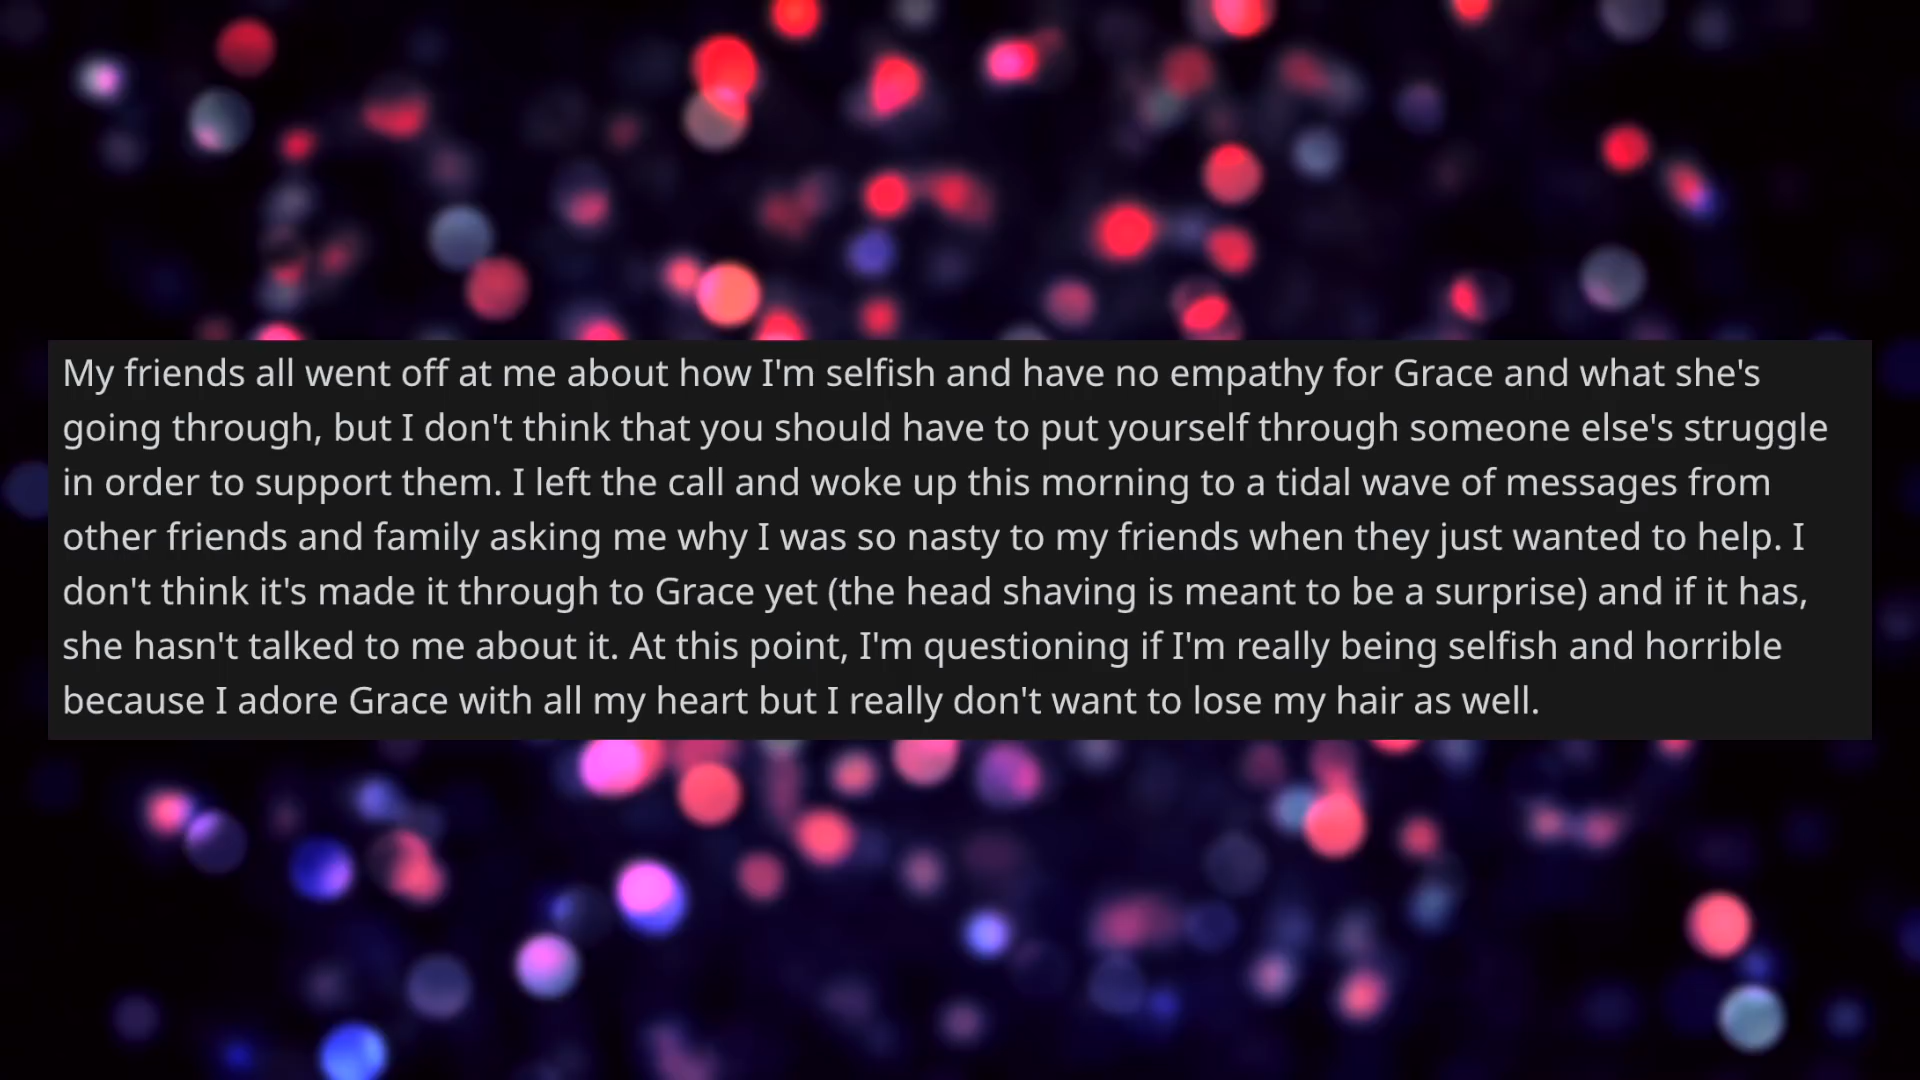 My friends all went off at me about how I'm selfish and have no empathy for Grace and what she's
going through, but I don't think that you should have to put yourself through someone else's struggle
in order to support them. I left the call and woke up this morning to a tidal wave of messages from
other friends and family asking me why I was so nasty to my friends when they just wanted to help. I
don't think it's made it through to Grace yet (the head shaving is meant to be a surprise) and if it has,
she hasn't talked to me about it. At this point, I'm questioning if I'm really being selfish and horrible
because I adore Grace with all my heart but I really don't want to lose my hair as well.